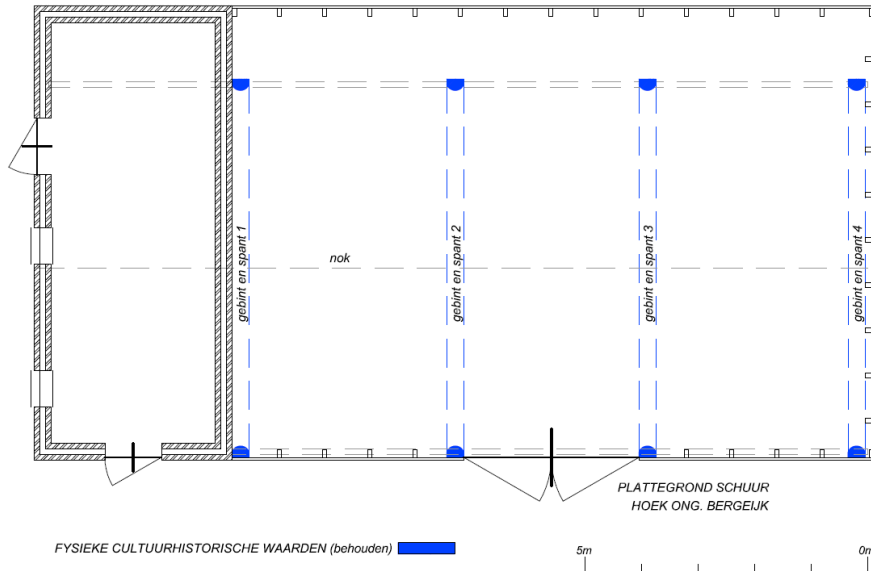 gebint en spant 1
nok
gebint en spant 2
gebint en spant 3
gebint en spant 4
PLATTEGROND SCHUUR
HOEK ONG. BERGEIJK
FYSIEKE CULTUURHISTORISCHE WAARDEN (behouden)
5m
0m